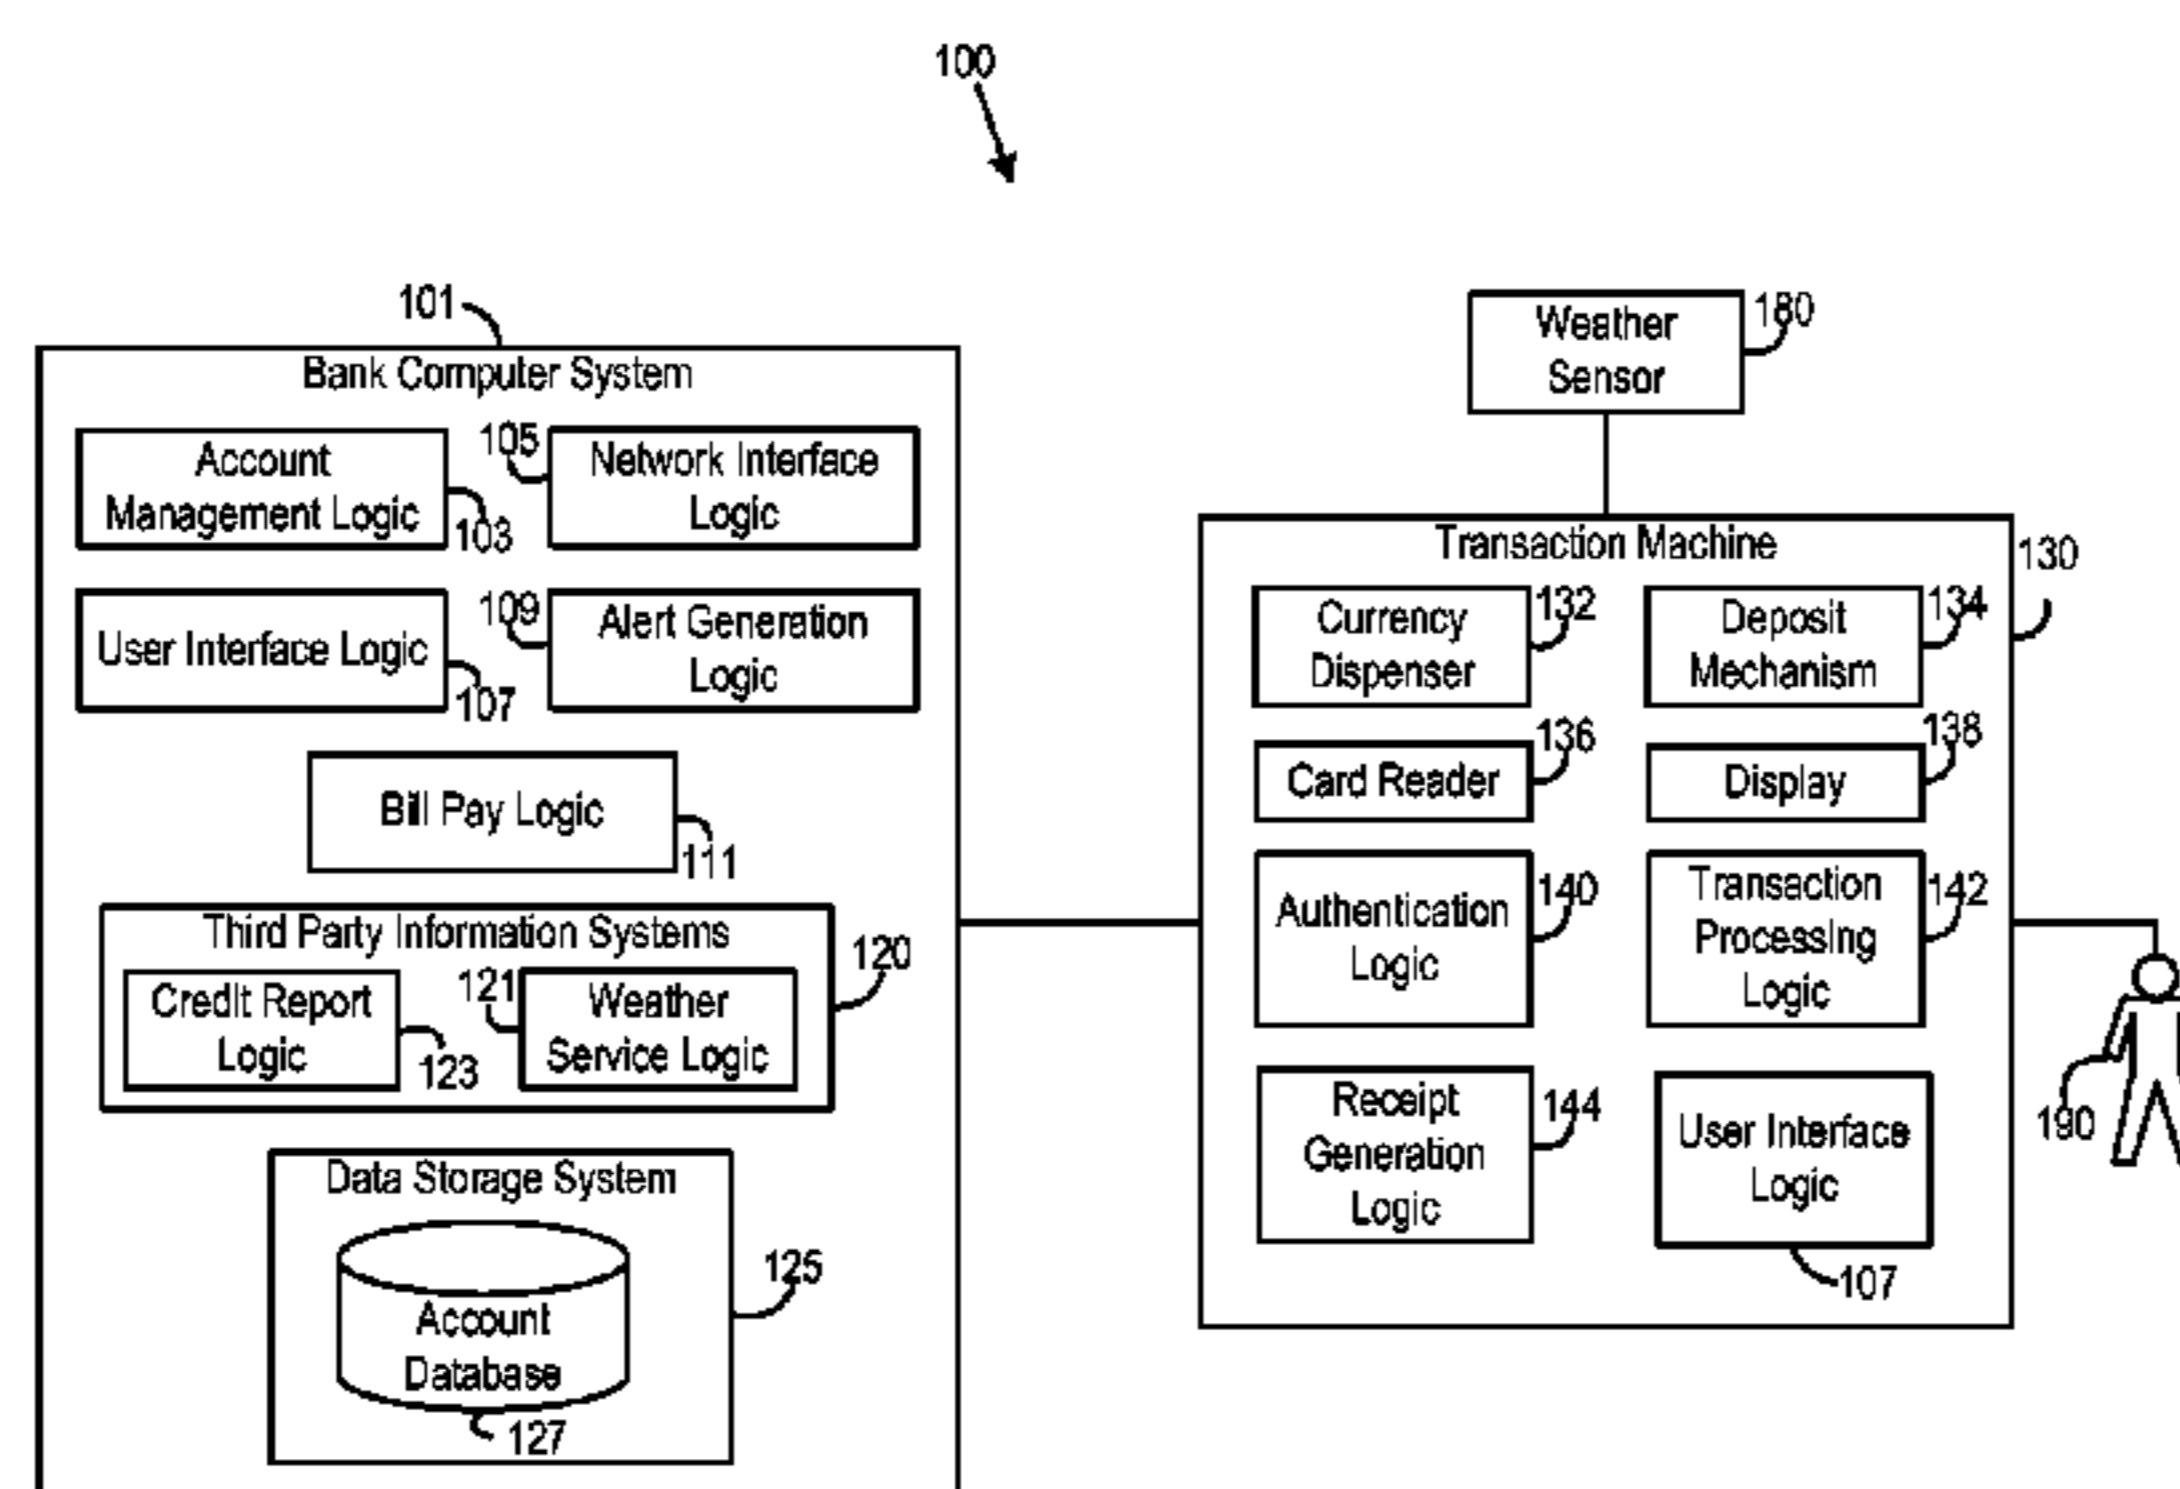 100
101
Bank Computer System
Account
Management Logic
103
105
Network Interface
Logic
User Interface Logic
107
109
Alert Generation
Logic
Bill Pay Logic
111
Third Party Information Systems
120
Credit Report
Logic
123
121
Weather
Service Logic
Data Storage System
125
Account
Database
127
Weather
Sensor
180
Transaction Machine
130
Currency
Dispenser
132
Deposit
Mechanism
134
Card Reader
136
Display
138
Authentication
Logic
140
Transaction
Processing
Logic
142
Receipt
Generation
Logic
144
User Interface
Logic
107
190